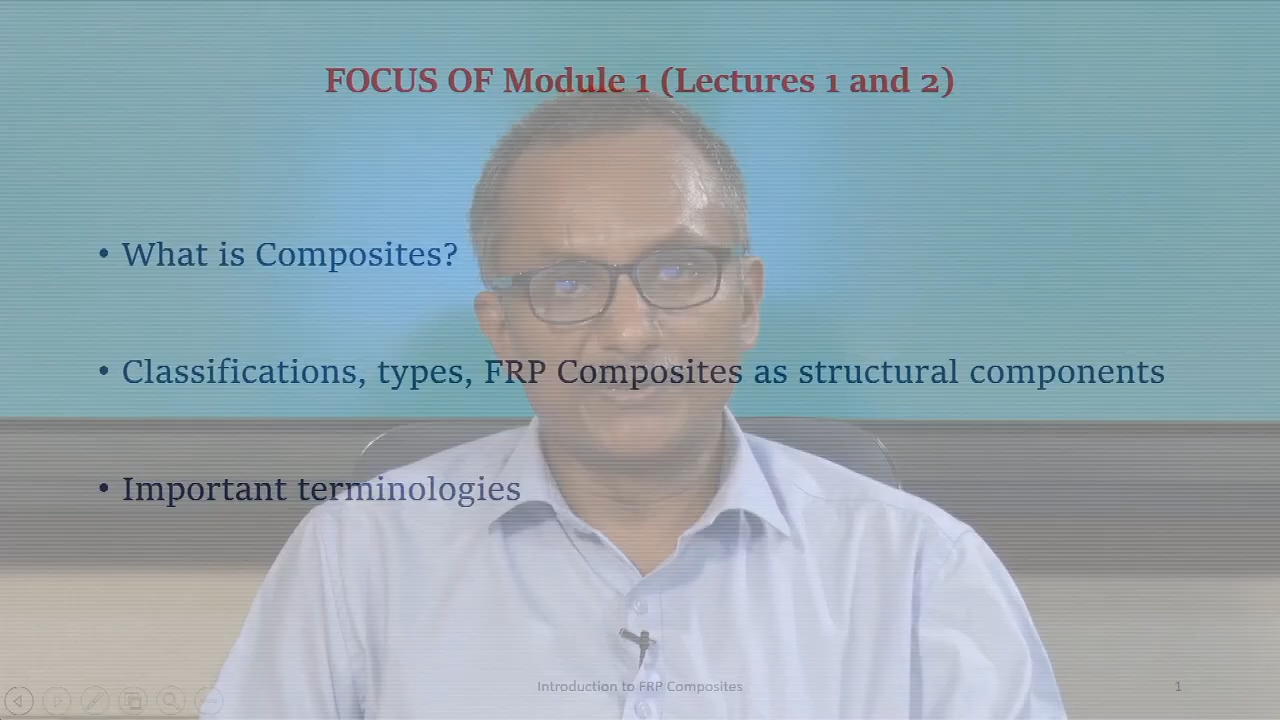 FOCUS OF Module 1 (Lectures 1 and 2)
• What is Composites?
• Classifications, types, FRP Composites as structural components
• Important terminologies
Introduction to FRP Composites
1